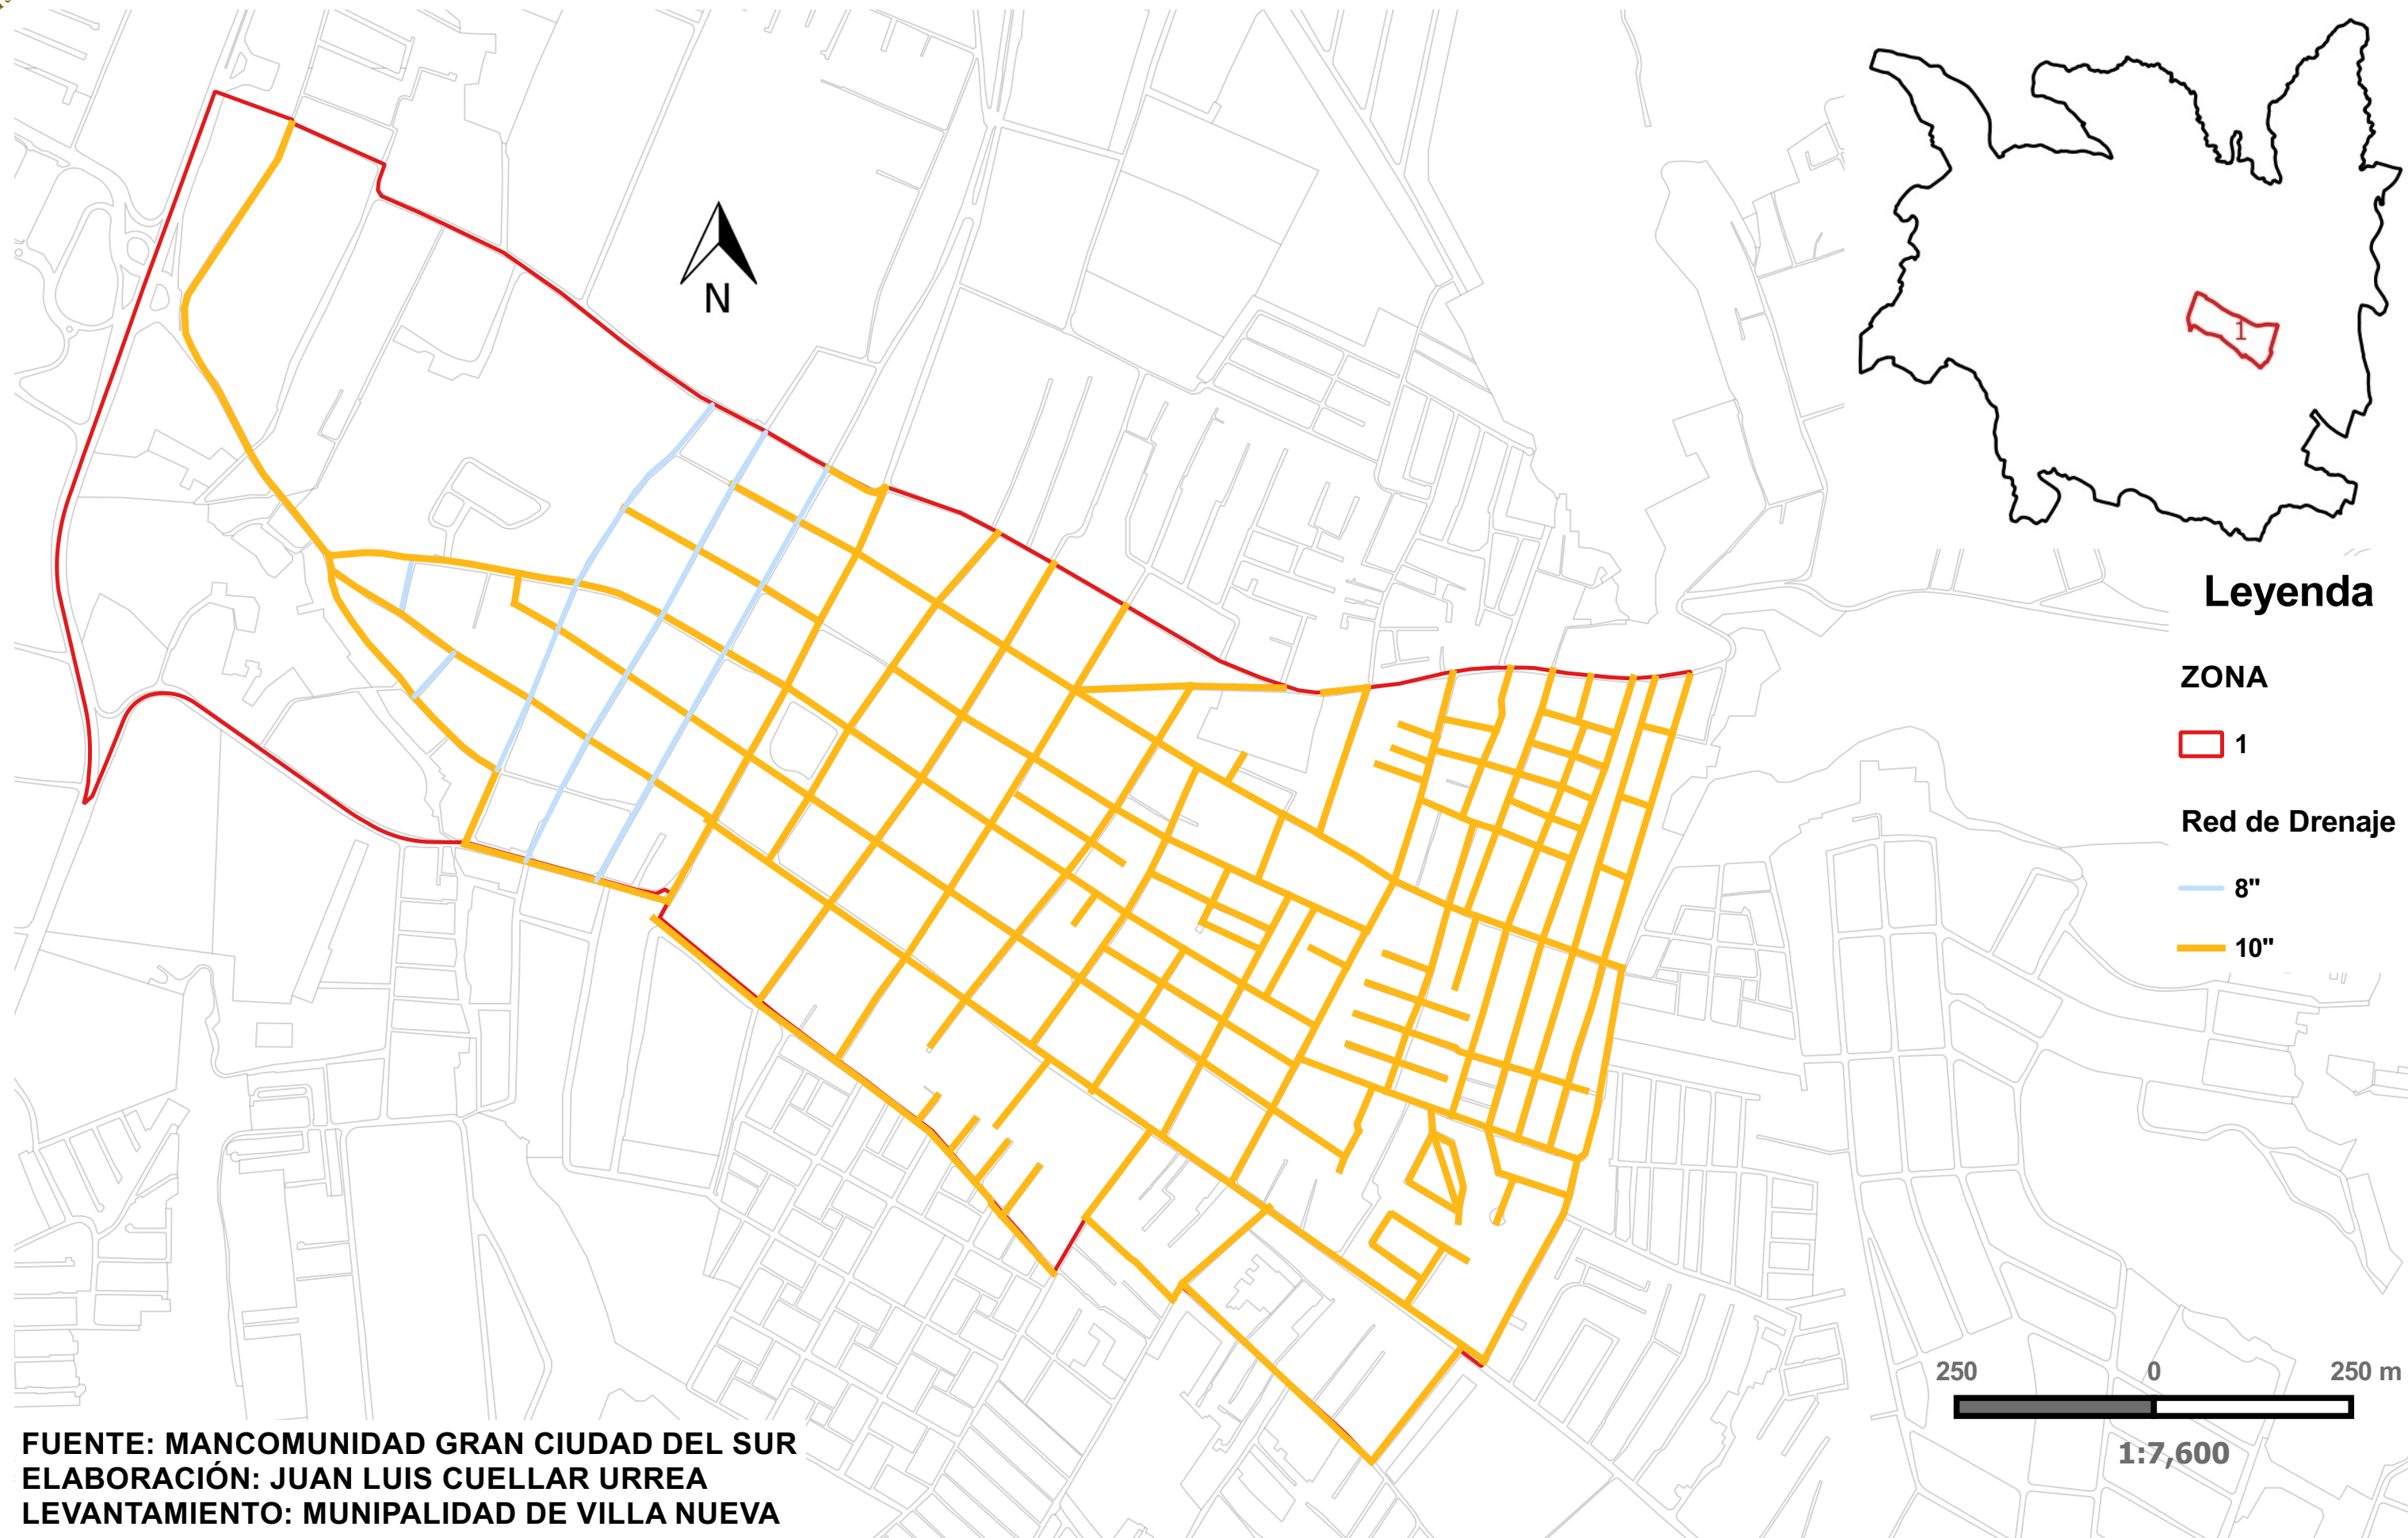 N
1
Leyenda
ZONA
1
Red de Drenaje
8"
10"
250 0 250 m
1:7,600
FUENTE: MANCOMUNIDAD GRAN CIUDAD DEL SUR
ELABORACIÓN: JUAN LUIS CUELLAR URREA
LEVANTAMIENTO: MUNIPALIDAD DE VILLA NUEVA